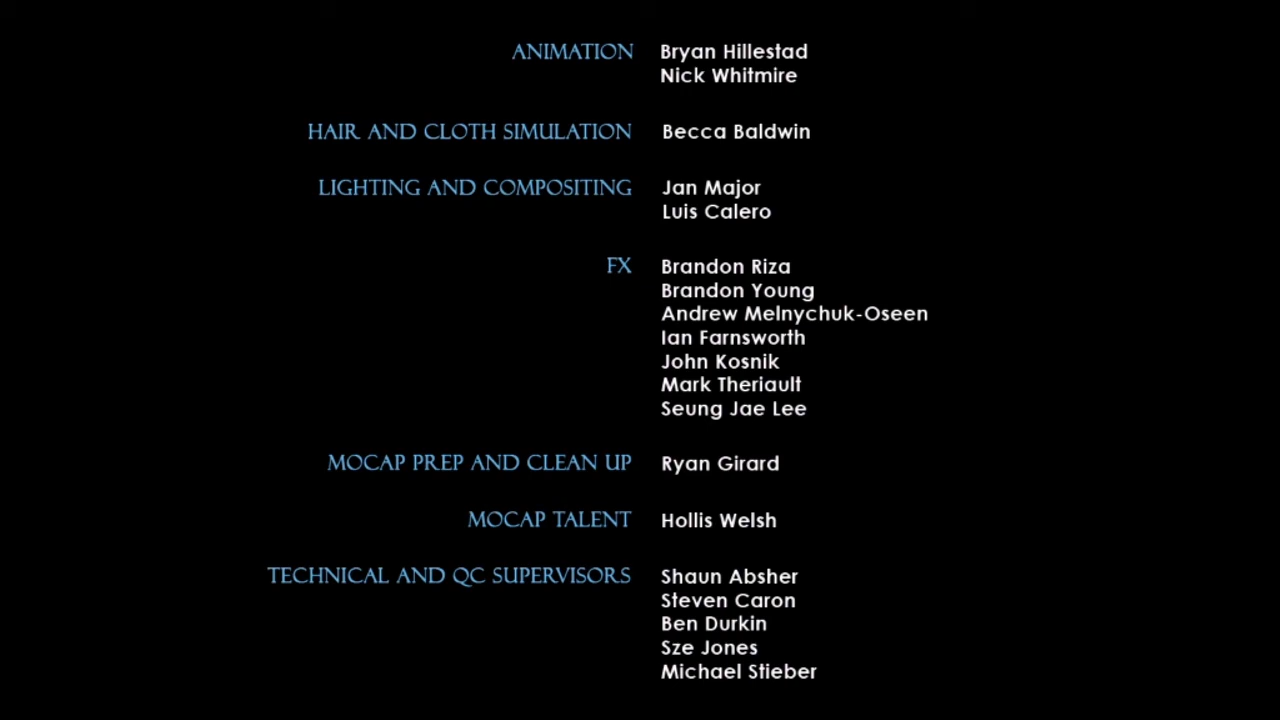 ANIMATION Bryan Hillestad
Nick Whitmire
HAIR AND CLOTH SIMULATION Becca Baldwin
LIGHTING AND COMPOSITING Jan Major
Luis Calero
FX Brandon Riza
Brandon Young
Andrew Melnychuk-Oseen
Ian Farnsworth
John Kosnik
Mark Theriault
Seung Jae Lee
MOCAP PREP AND CLEAN UP Ryan Girard
MOCAP TALENT Hollis Welsh
TECHNICAL AND QC SUPERVISORS Shaun Absher
Steven Caron
Ben Durkin
Sze Jones
Michael Stieber